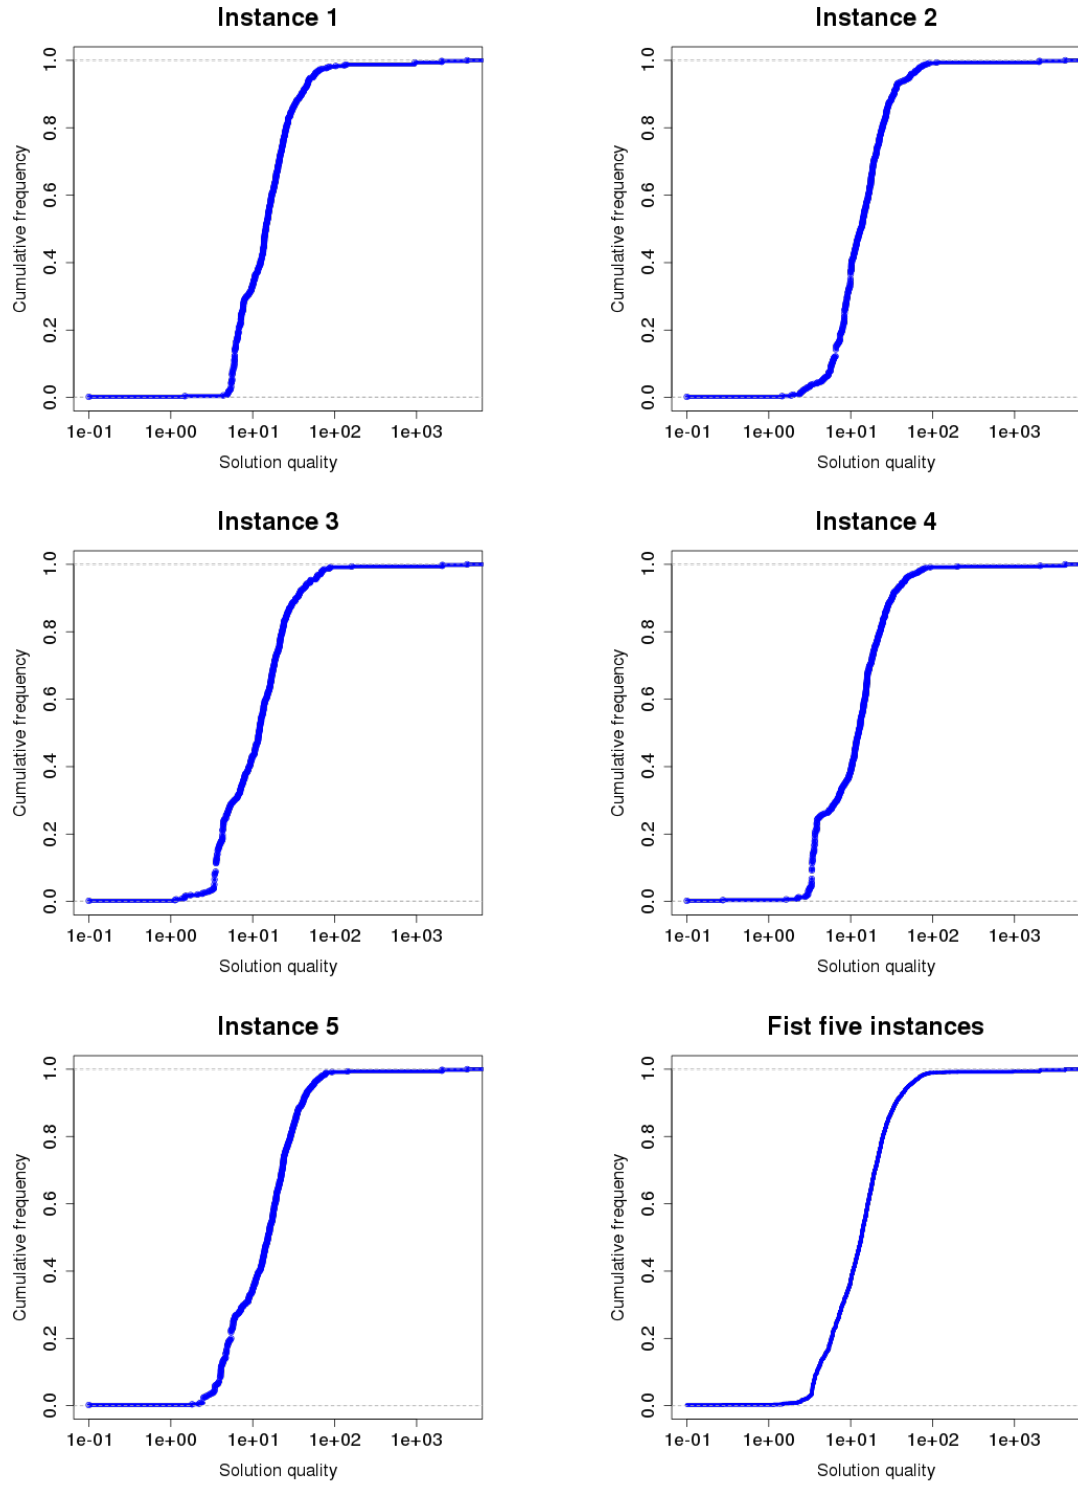 Instance 1
Cumulative frequency
0.0 0.2 0.4 0.6 0.8 1.0
1e-01 1e+00 1e+01 1e+02 1e+03
Solution quality
Instance 2
Cumulative frequency
0.0 0.2 0.4 0.6 0.8 1.0
1e-01 1e+00 1e+01 1e+02 1e+03
Solution quality
Instance 3
Cumulative frequency
0.0 0.2 0.4 0.6 0.8 1.0
1e-01 1e+00 1e+01 1e+02 1e+03
Solution quality
Instance 4
Cumulative frequency
0.0 0.2 0.4 0.6 0.8 1.0
1e-01 1e+00 1e+01 1e+02 1e+03
Solution quality
Instance 5
Cumulative frequency
0.0 0.2 0.4 0.6 0.8 1.0
1e-01 1e+00 1e+01 1e+02 1e+03
Solution quality
Fist five instances
Cumulative frequency
0.0 0.2 0.4 0.6 0.8 1.0
1e-01 1e+00 1e+01 1e+02 1e+03
Solution quality